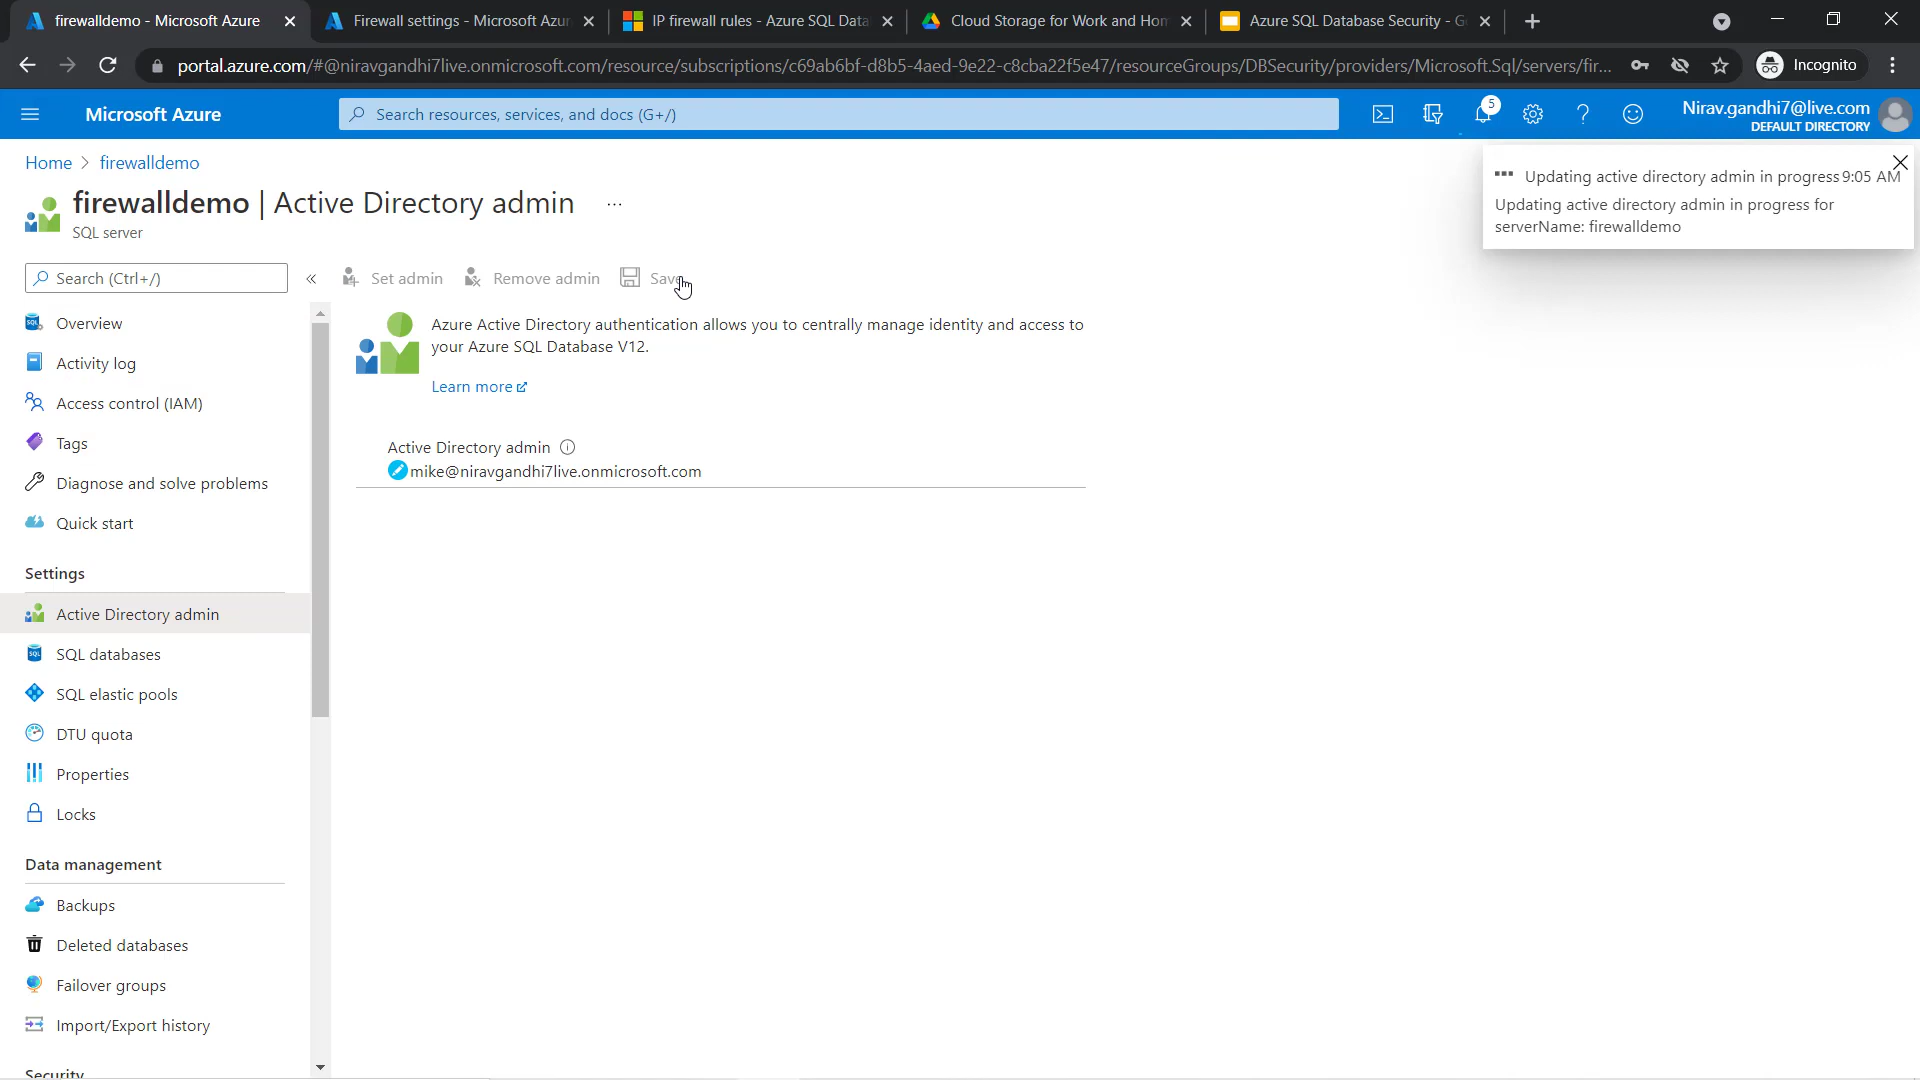 firewalldemo - Microsoft Azure
Firewall settings - Microsoft Azur
IP firewall rules - Azure SQL Data
Cloud Storage for Work and Hom
Azure SQL Database Security - G
portal.azure.com/#@niravgandhi7live.onmicrosoft.com/resource/subscriptions/c69ab6bf-d8b5-4aed-9e22-c8cba22f5e47/resourceGroups/DBSecurity/providers/Microsoft.Sql/servers/fir...
Incognito
Microsoft Azure
Search resources, services, and docs (G+/)
5
Nirav.gandhi7@live.com
DEFAULT DIRECTORY
Home > firewalldemo
firewalldemo | Active Directory admin ...
SQL server
Updating active directory admin in progress 9:05 AM
Updating active directory admin in progress for
serverName: firewalldemo
Search (Ctrl+/)
Set admin
Remove admin
Save
Azure Active Directory authentication allows you to centrally manage identity and access to
your Azure SQL Database V12.
Learn more
Active Directory admin
mike@niravgandhi7live.onmicrosoft.com
Overview
Activity log
Access control (IAM)
Tags
Diagnose and solve problems
Quick start
Settings
Active Directory admin
SQL databases
SQL elastic pools
DTU quota
Properties
Locks
Data management
Backups
Deleted databases
Failover groups
Import/Export history
Security